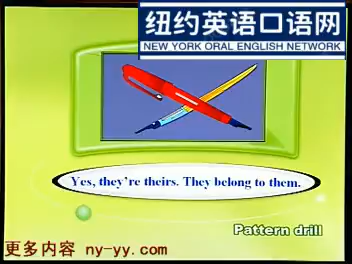 纽约英语口语网
NEW YORK ORAL ENGLISH NETWORK
Yes, they're theirs. They belong to them.
Pattern drill
更多内容 ny-yy.com